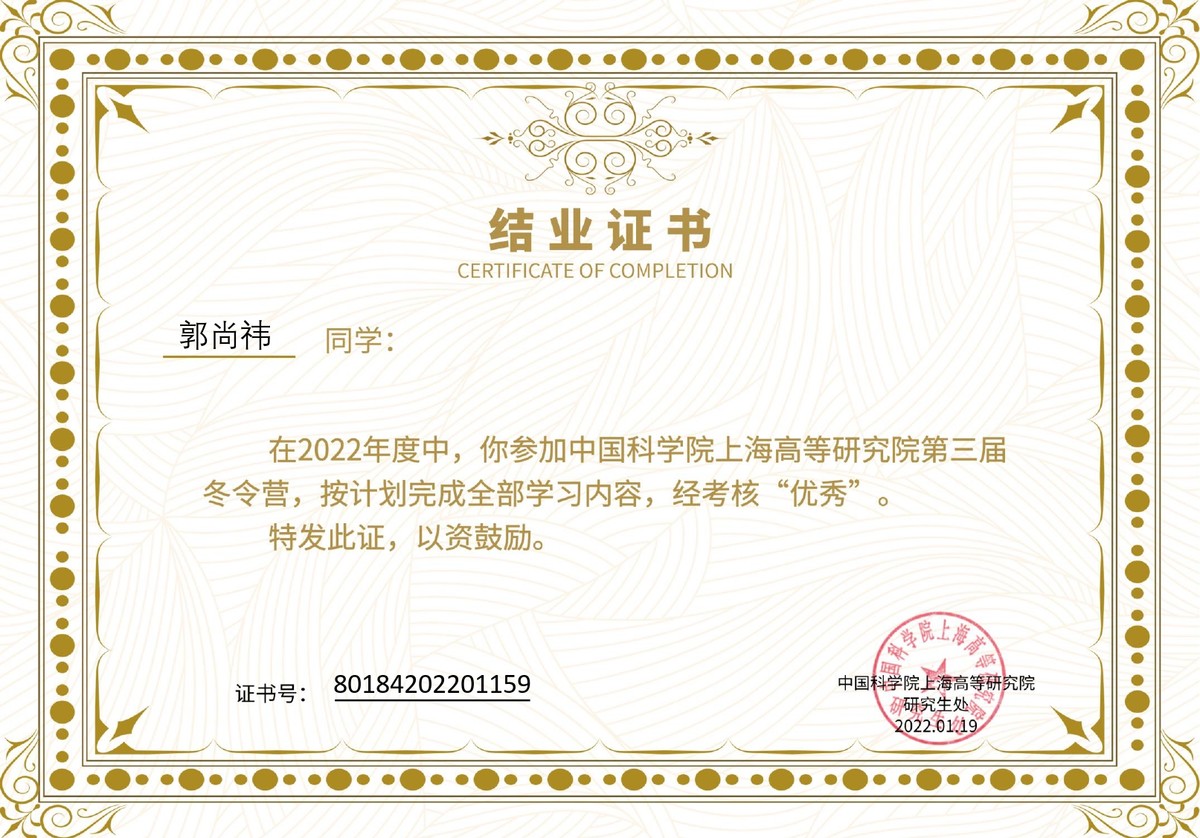 结业证书
CERTIFICATE OF COMPLETION
郭尚祎 同学：
在2022年度中，你参加中国科学院上海高等研究院第三届
冬令营，按计划完成全部学习内容，经考核“优秀”。
特发此证，以资鼓励。
证书号： 80184202201159
中国科学院上海高等研究院
研究生处
2022.01.19
中国科学院上海高等研究院
研究生部